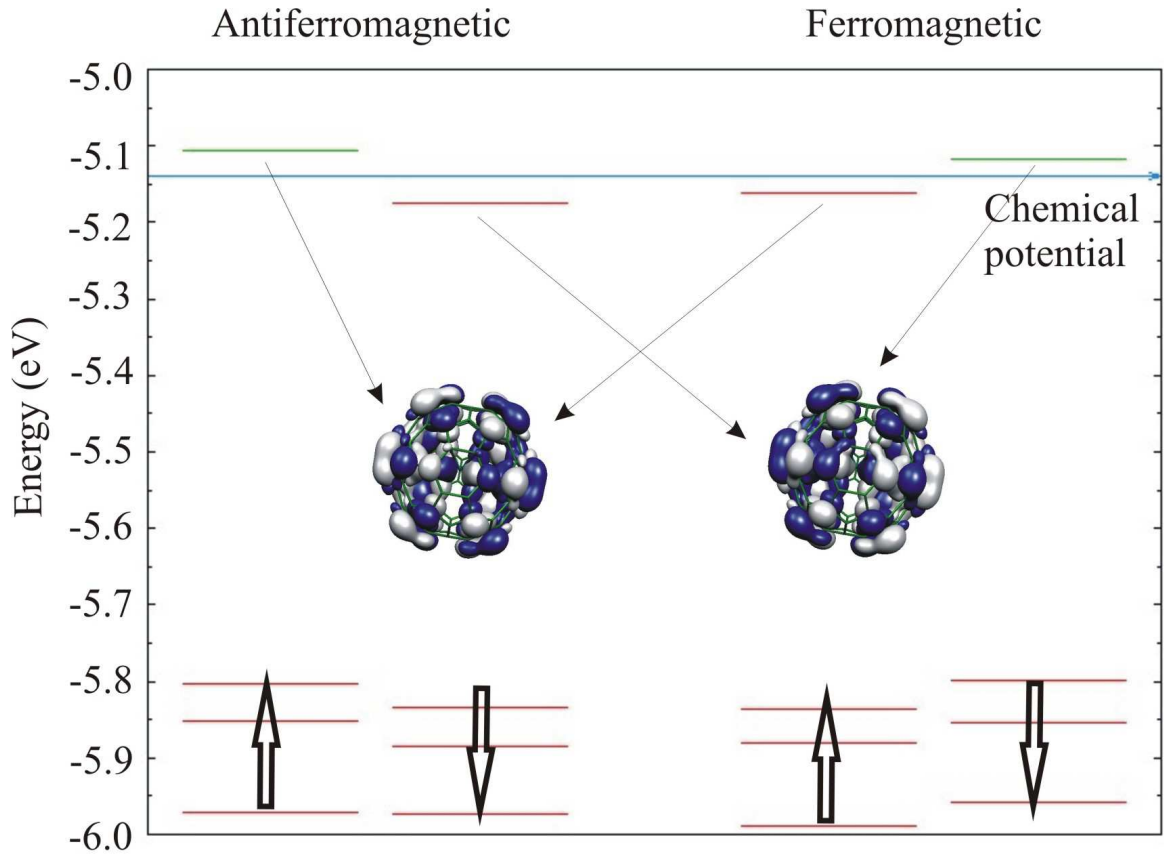 Antiferromagnetic
Ferromagnetic
-5.0
-5.1
-5.2
-5.3
-5.4
-5.5
-5.6
-5.7
-5.8
-5.9
-6.0
Energy (eV)
Chemical
potential